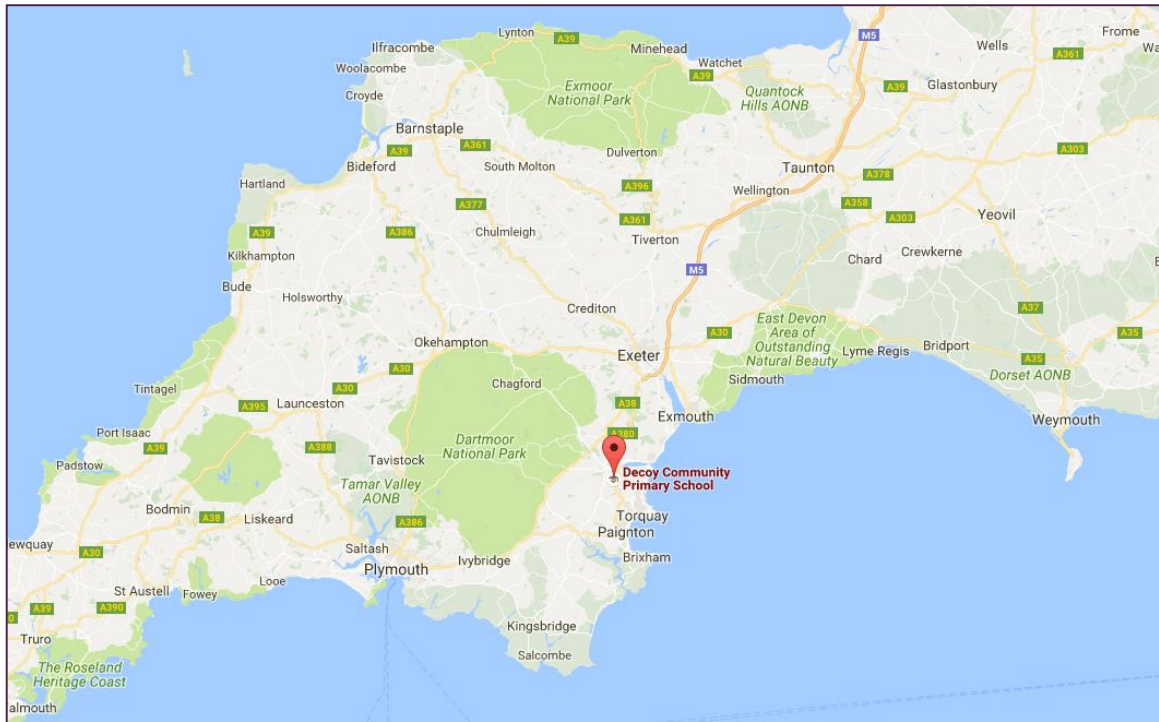 Lynton
A39
Minehead
Ilfracombe
Woolacombe
Watchet
A39
M5
Wells
Frome
A361
Wa
Croyde
Exmoor
National Park
Quantock
Hills AONB
A39
Glastonbury
Barnstaple
A39
A361
Bideford
South Molton
Dulverton
Taunton
A303
A378
Hartland
A396
Wellington
A358
A303
Yeovil
A377
A361
A39
A386
Chulmleigh
Tiverton
Crewkerne
Kilkhampton
Chard
M5
Bude
Holsworthy
Crediton
A37
East Devon
Area of
Outstanding
Natural Beauty
A30
A35
Okehampton
Exeter
Lyme Regis
Bridport
A35
Dorset AONB
A30
Chagford
Sidmouth
Tintagel
A395
Launceston
A38
Exmouth
Weymouth
Port Isaac
A39
A388
A380
Dartmoor
National Park
Padstow
Tavistock
Tamar Valley
AONB
Decoy Community
Primary School
Bodmin
A38
Liskeard
A386
Torquay
Paignton
ewquay
A30
Saltash
Ivybridge
Brixham
Plymouth
Looe
St Austell
Fowey
A39
A390
0
Kingsbridge
Truro
Salcombe
The Roseland
Heritage Coast
almouth